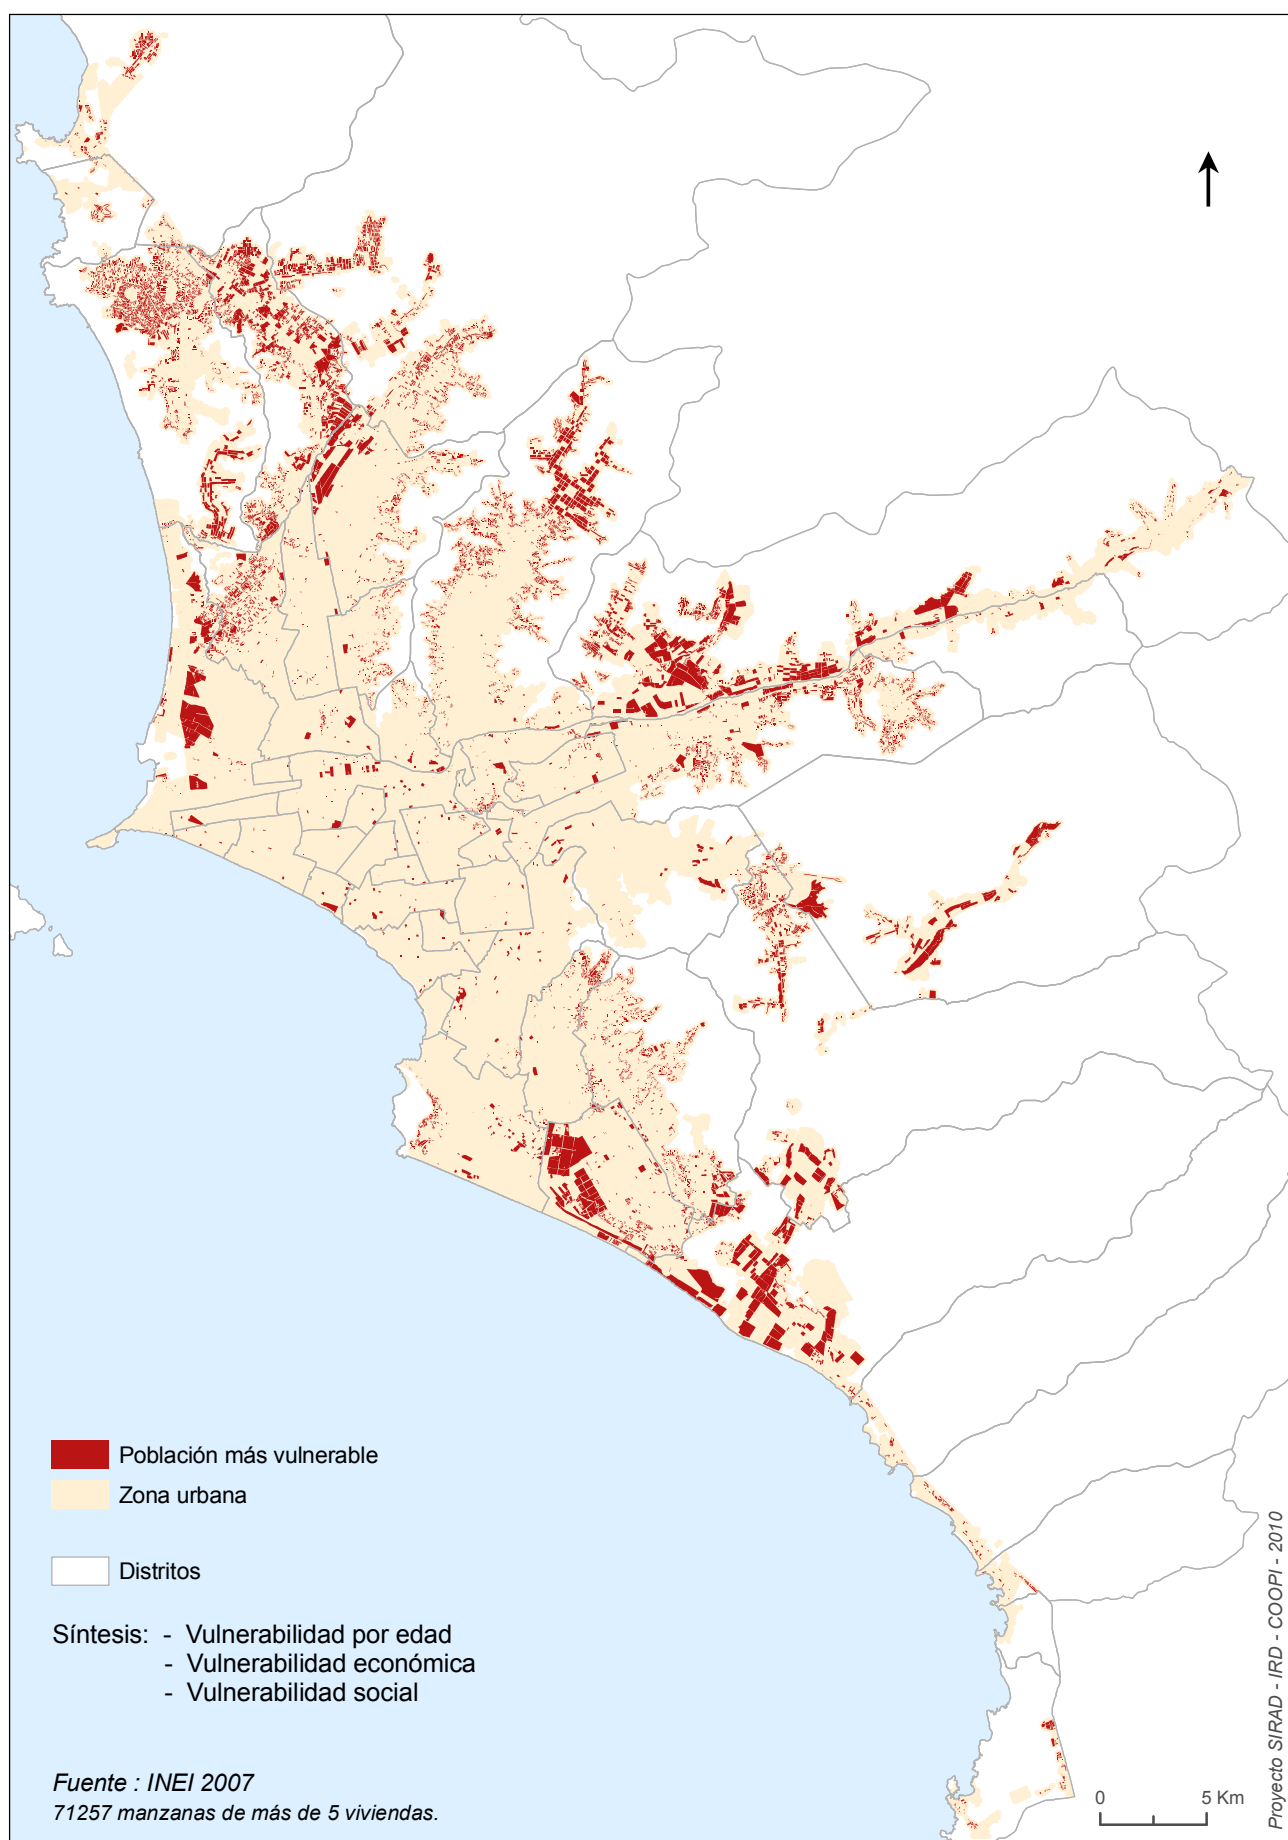 Población más vulnerable
Zona urbana
Distritos
Síntesis: - Vulnerabilidad por edad
- Vulnerabilidad económica
- Vulnerabilidad social
Fuente : INEI 2007
71257 manzanas de más de 5 viviendas.
0 5 Km
Proyecto SIRAD - IRD - COOPI - 2010